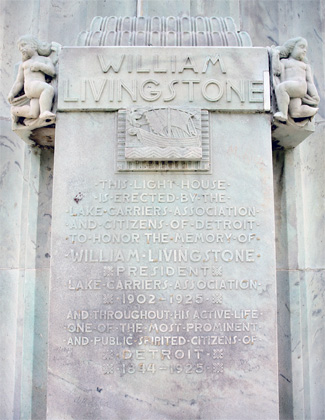 WILLIAM
LIVINGSTONE
·THIS·LIGHT·HOUSE·
·IS·ERECTED·BY·THE·
LAKE·CARRIERS·ASSOCIATION
AND·CITIZENS·OF·DETROIT·
TO·HONOR·THE·MEMORY·OF·
·WILLIAM·LIVINGSTONE·
PRESIDENT
LAKE·CARRIERS·ASSOCIATION·
·1902·-·1925·
AND·THROUGHOUT·HIS·ACTIVE·LIFE·
ONE·OF·THE·MOST·PROMINENT·
AND·PUBLIC·SPIRITED·CITIZENS·OF
DETROIT
·1844·-·1925·